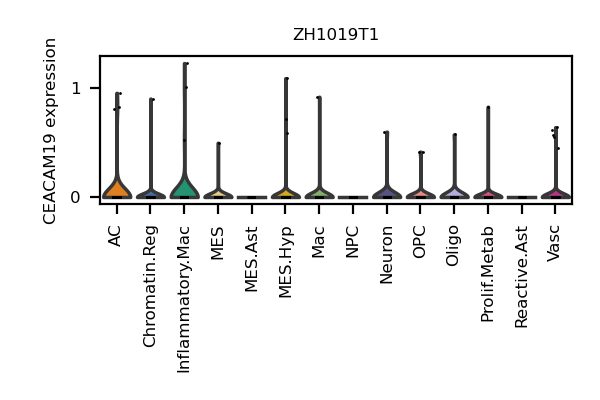 ZH1019T1
CEACAM19 expression
1
0
AC
Chromatin.Reg
Inflammatory.Mac
MES
MES.Ast
MES.Hyp
Mac
NPC
Neuron
OPC
Oligo
Prolif.Metab
Reactive.Ast
Vasc